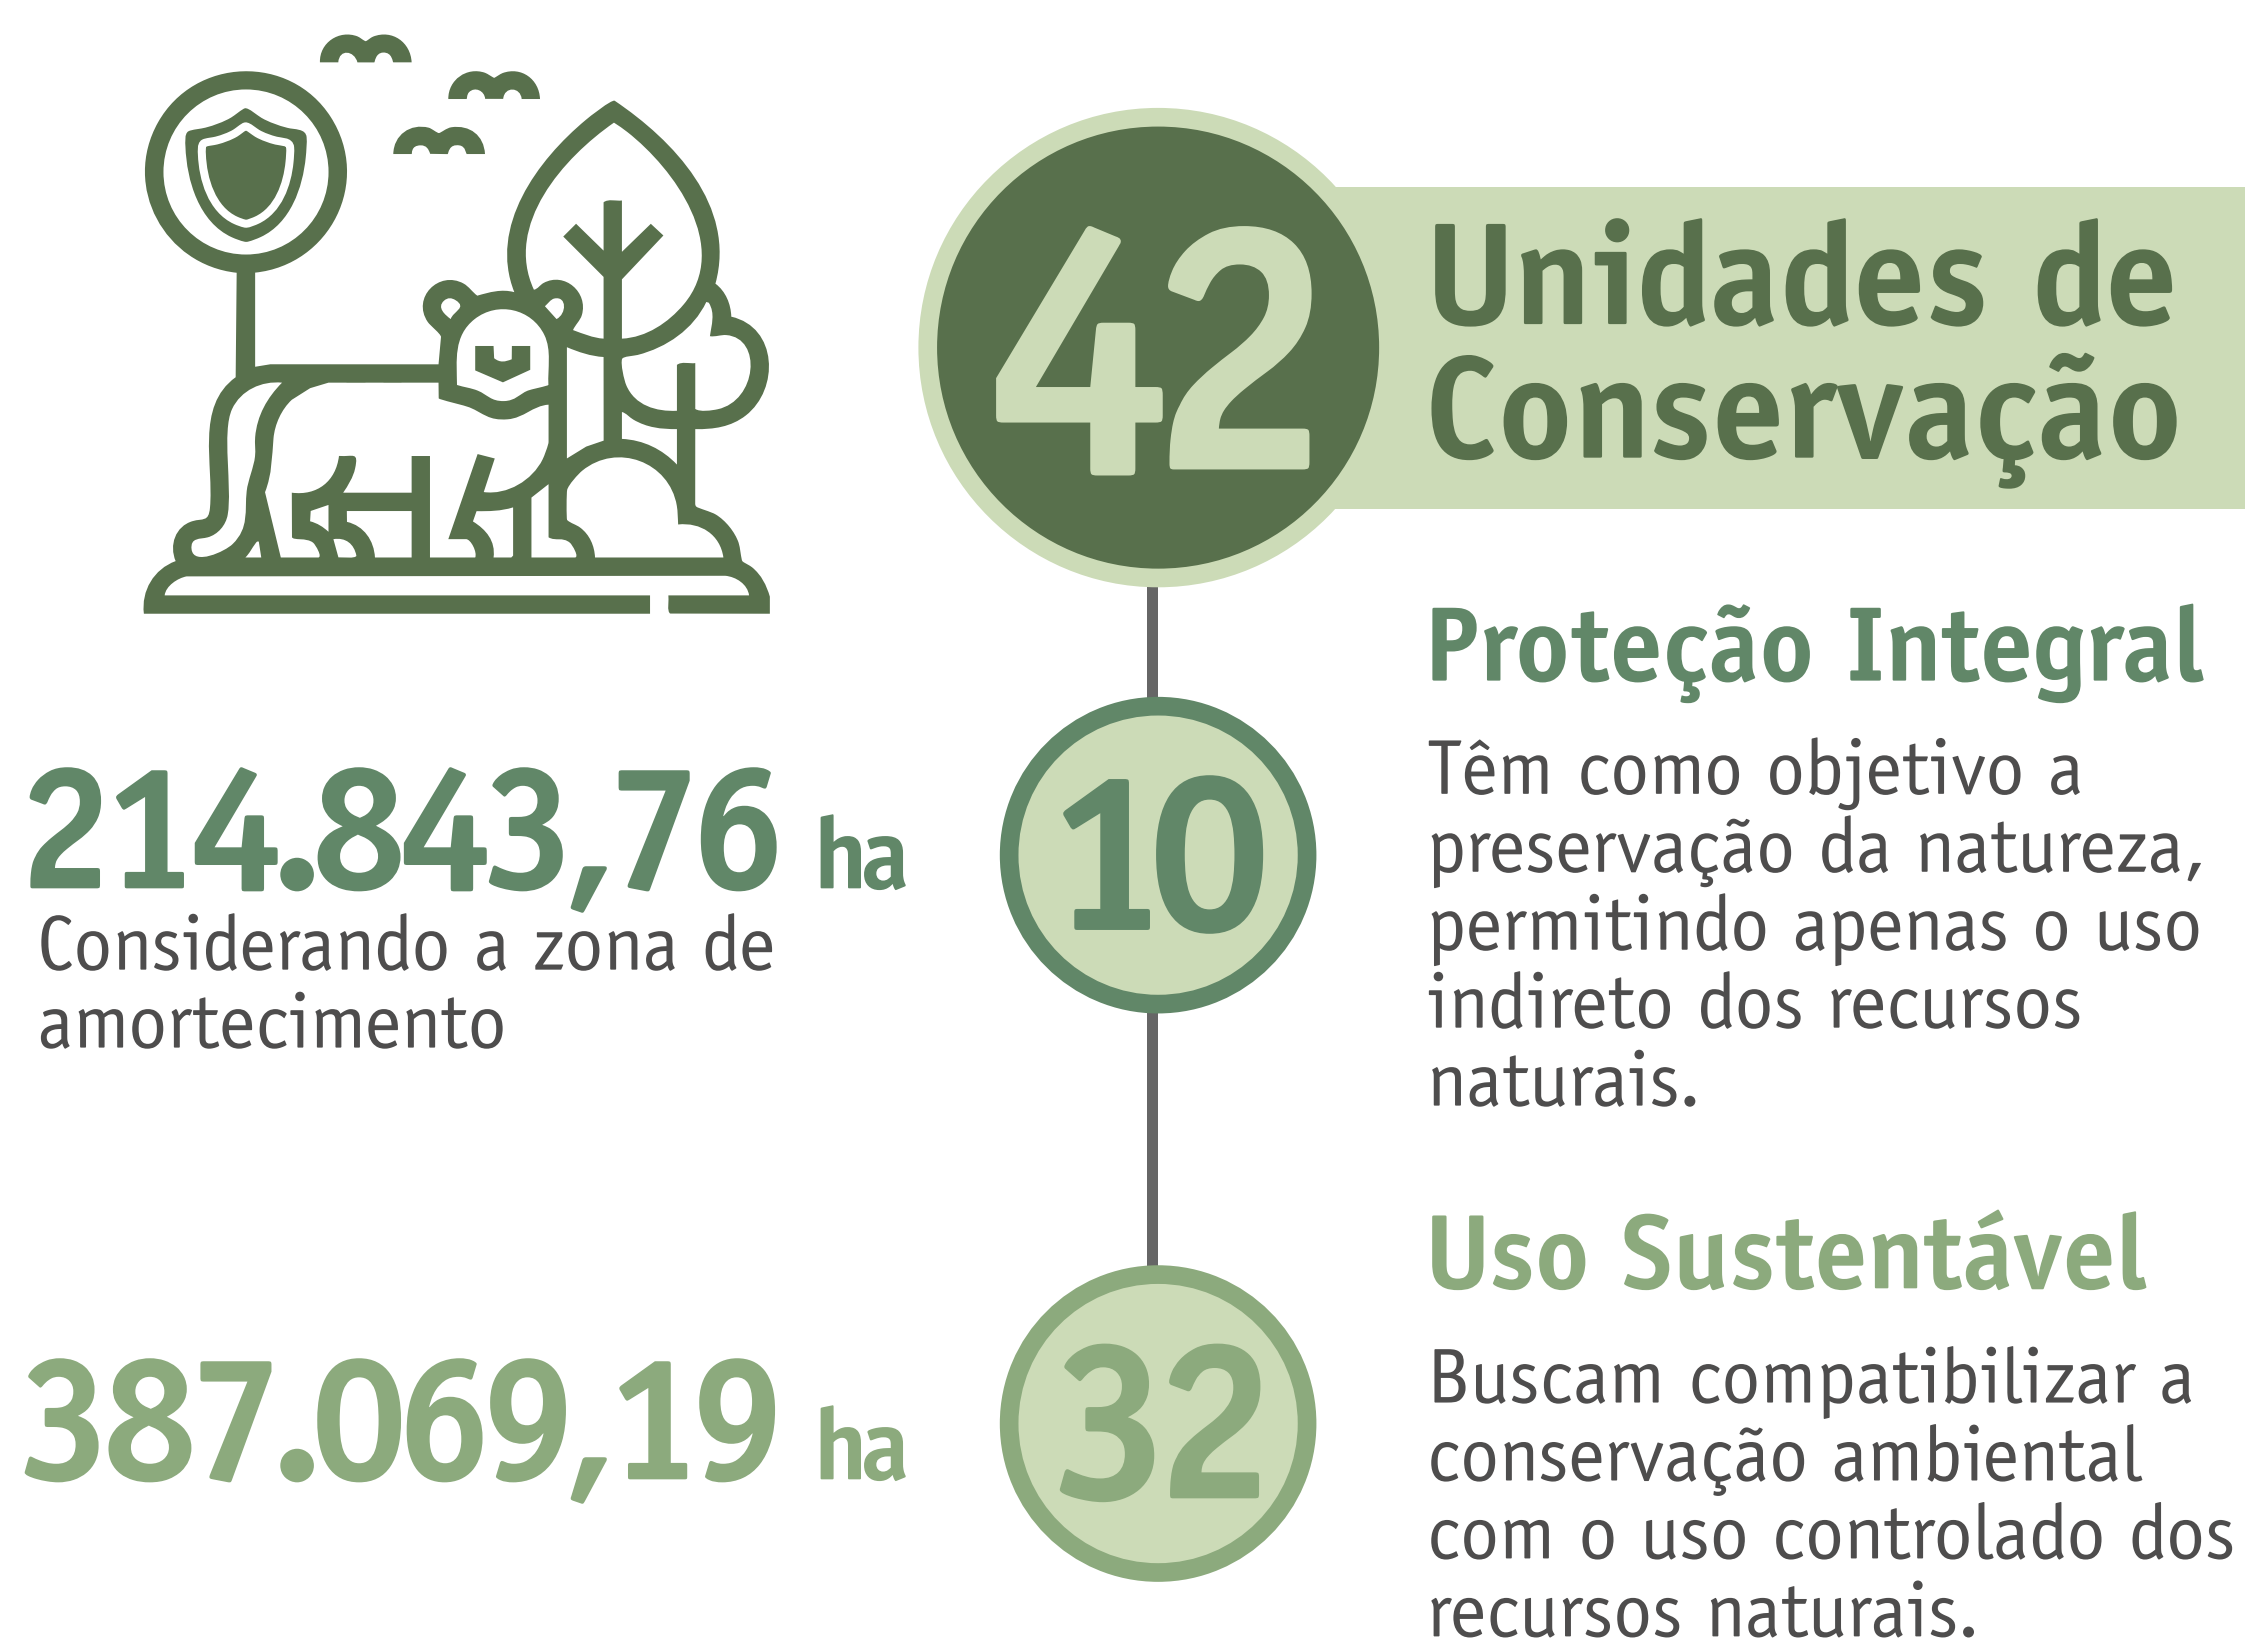 42
Unidades de
Conservação
214.843,76 ha
Considerando a zona de
amortecimento
10
Proteção Integral
Têm como objetivo a
preservação da natureza,
permitindo apenas o uso
indireto dos recursos
naturais.
387.069,19 ha
32
Uso Sustentável
Buscam compatibilizar a
conservação ambiental
com o uso controlado dos
recursos naturais.